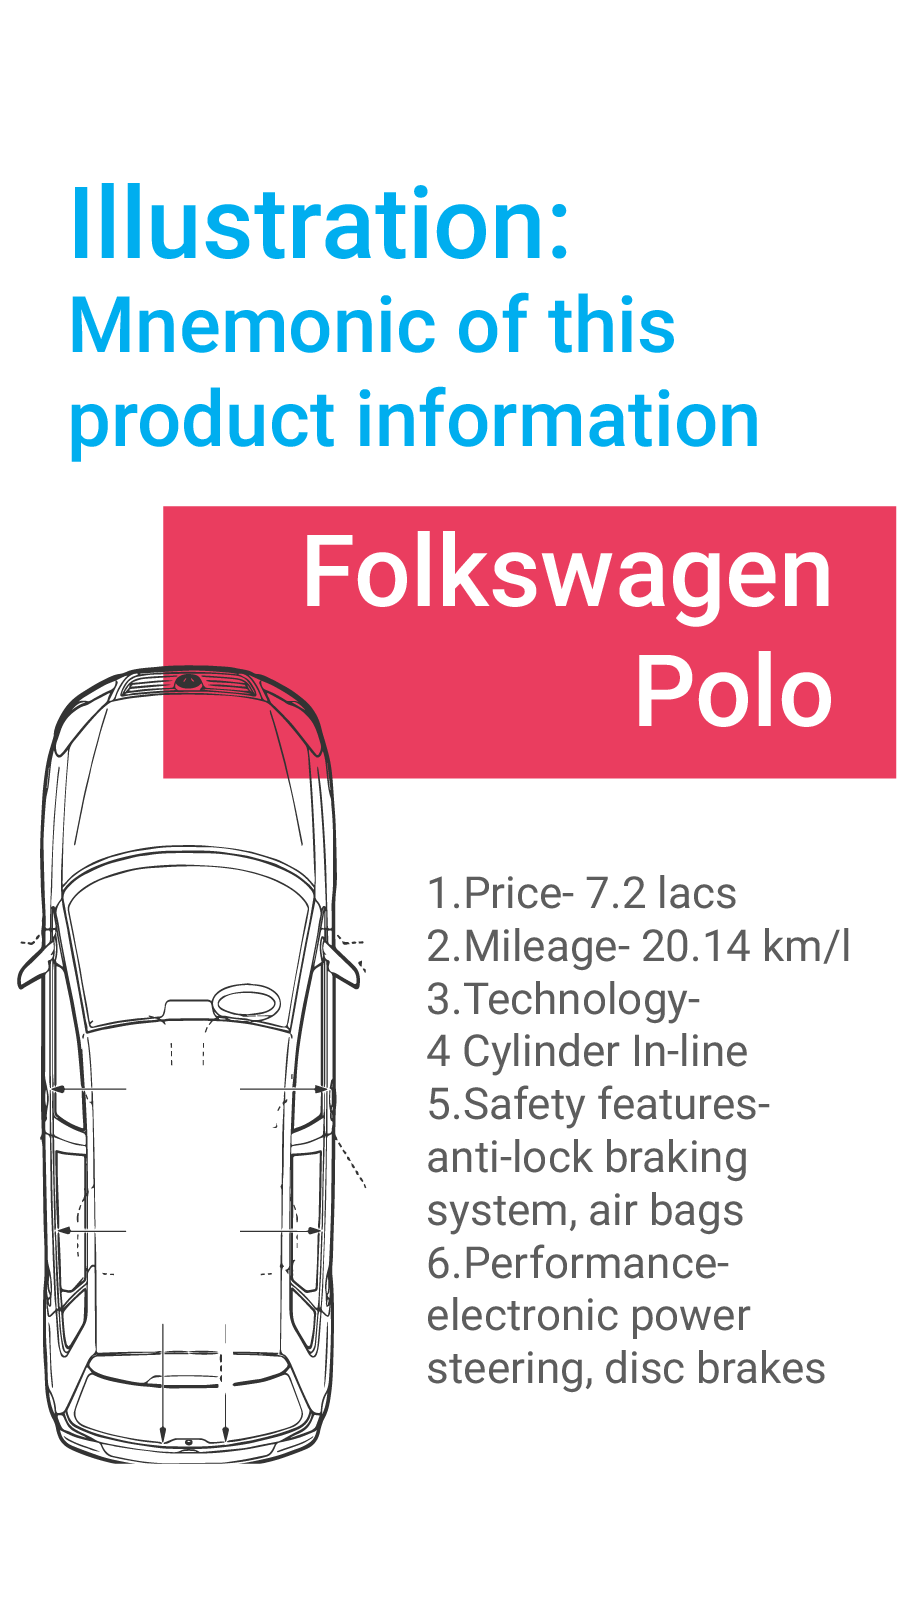 Illustration:
Mnemonic of this
product information
Folkswagen
Polo
1.Price- 7.2 lacs
2.Mileage- 20.14 km/l
3.Technology-
4 Cylinder In-line
5.Safety features-
anti-lock braking
system, air bags
6.Performance-
electronic power
steering, disc brakes